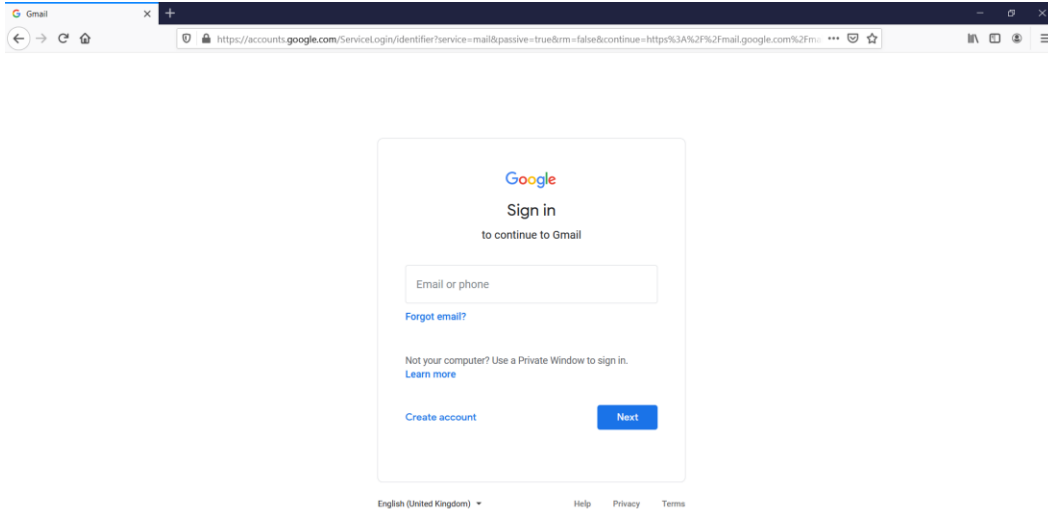 Gmail
https://accounts.google.com/ServiceLogin/identifier?service=mail&passive=true&rm=false&continue=https%3A%2F%2Fmail.google.com%2Fma
Google
Sign in
to continue to Gmail
Email or phone
Forgot email?
Not your computer? Use a Private Window to sign in.
Learn more
Create account Next
English (United Kingdom) Help Privacy Terms